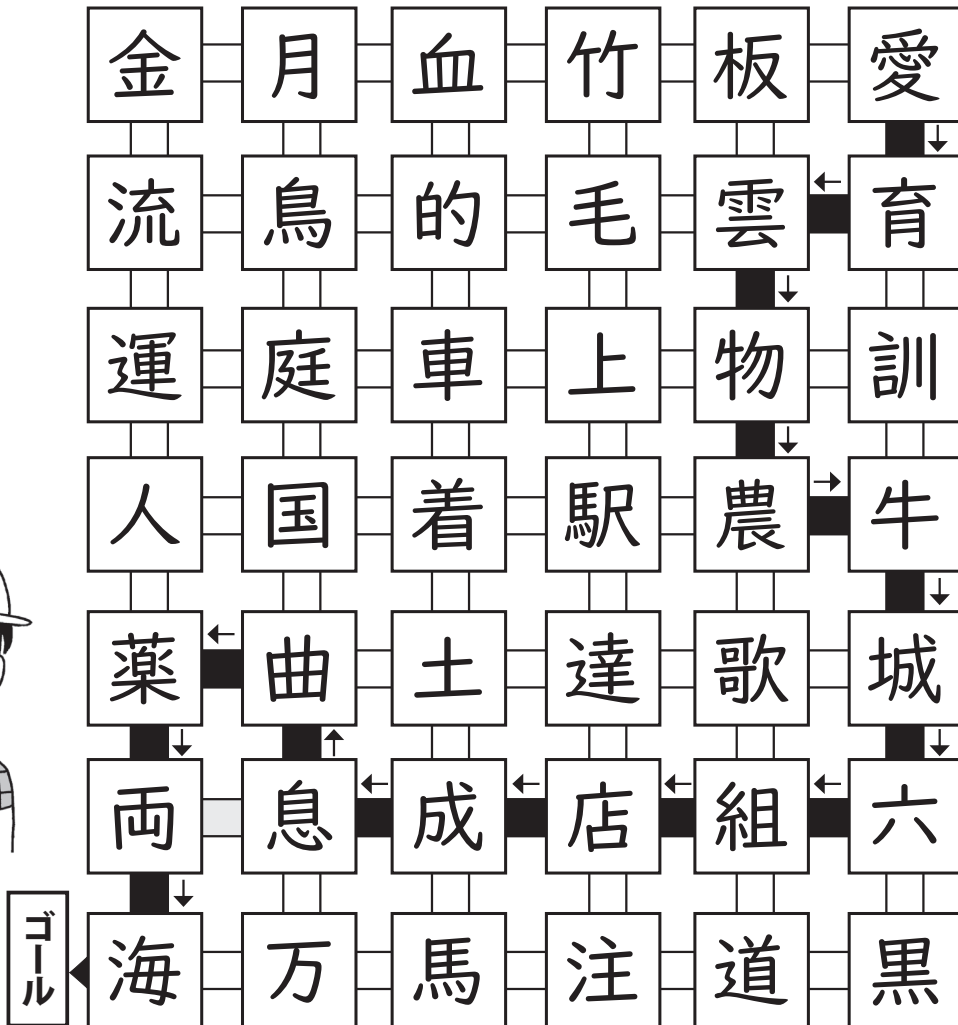 金 月 血 竹 板 愛
流 鳥 的 毛 雲 育
運 庭 車 上 物 訓
人 国 着 駅 農 牛
薬 曲 土 達 歌 城
両 息 成 店 組 六
海 万 馬 注 道 黒
ゴール